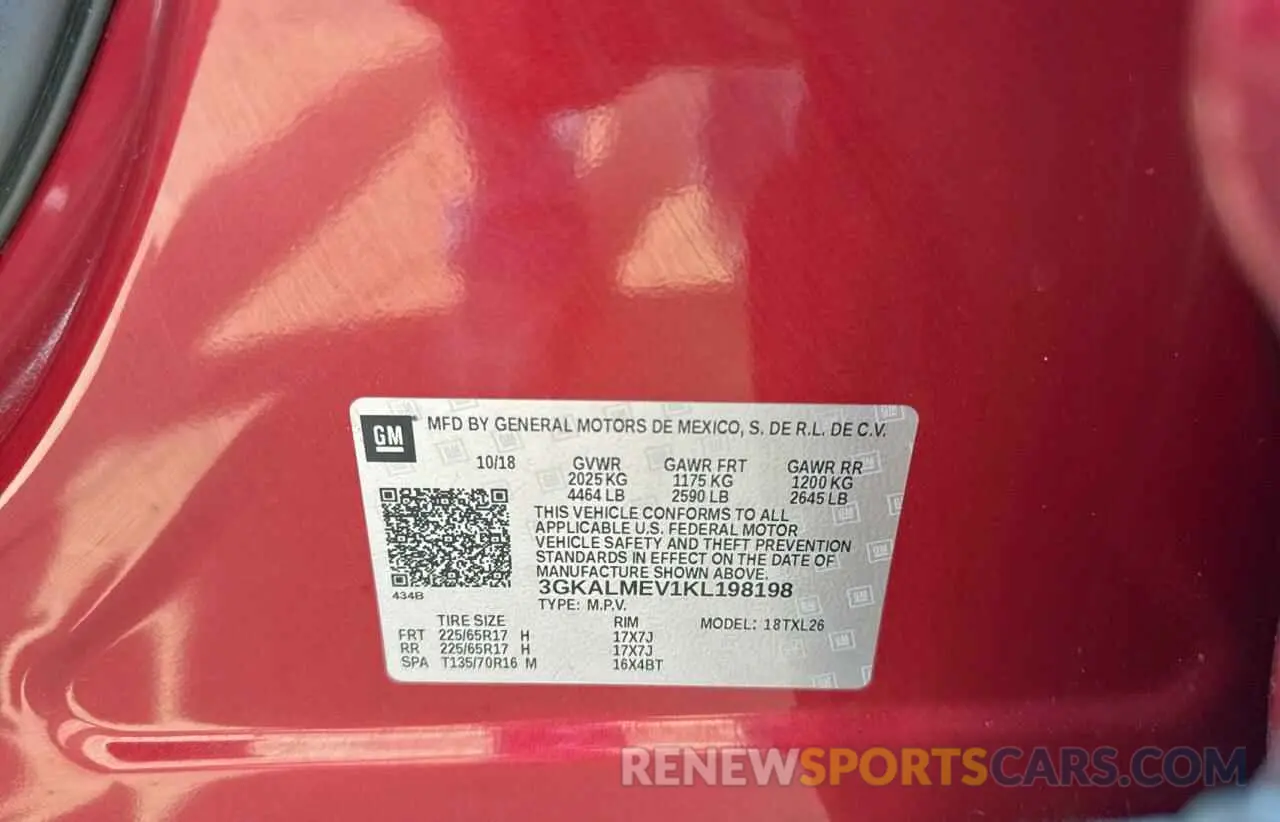 GM MFD BY GENERAL MOTORS DE MEXICO, S. DE R.L. DE C.V.
10/18 GVWR GAWR FRT GAWR RR
2025 KG 1175 KG 1200 KG
4464 LB 2590 LB 2645 LB
THIS VEHICLE CONFORMS TO ALL
APPLICABLE U.S. FEDERAL MOTOR
VEHICLE SAFETY AND THEFT PREVENTION
STANDARDS IN EFFECT ON THE DATE OF
MANUFACTURE SHOWN ABOVE.
434B 3GKALMEV1KL198198
TYPE: M.P.V.
TIRE SIZE RIM MODEL: 18TXL26
FRT 225/65R17 H 17X7J
RR 225/65R17 H 17X7J
SPA T135/70R16 M 16X4BT
RENEWSPORTSCARS.COM